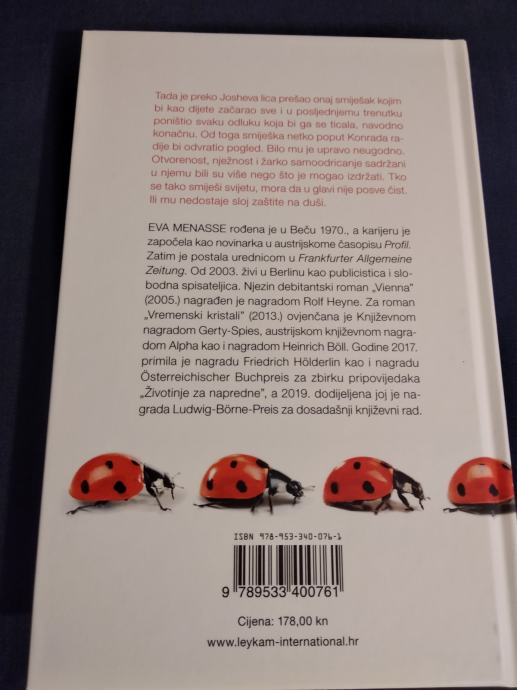 Tada je preko Josheva lica prešao onaj smiješak kojim
bi kao dijete začarao sve i u posljednjemu trenutku
poništio svaku odluku koja bi ga se ticala, navodno
konačnu. Od toga smiješka netko poput Konrada ra-
dije bi odvratio pogled. Bilo mu je upravo neugodno.
Otvorenost, nježnost i žarko samoodricanje sadržani
u njemu bili su više nego što je mogao izdržati. Tko
se tako smiješi svijetu, mora da u glavi nije posve čist.
Ili mu nedostaje sloj zaštite na duši.
EVA MENASSE rođena je u Beču 1970., a karijeru je
započela kao novinarka u austrijskome časopisu Profil.
Zatim je postala urednicom u Frankfurter Allgemeine
Zeitung. Od 2003. živi u Berlinu kao publicistica i slo-
bodna spisateljica. Njezin debitantski roman „Vienna”
(2005.) nagrađen je nagradom Rolf Heyne. Za roman
„Vremenski kristali” (2013.) ovjenčana je Književnom
nagradom Gerty-Spies, austrijskom književnom nagra-
dom Alpha kao i nagradom Heinrich Böll. Godine 2017.
primila je nagradu Friedrich Hölderlin kao i nagradu
Österreichischer Buchpreis za zbirku pripovijedaka
„Životinje za napredne”, a 2019. dodijeljena joj je na-
grada Ludwig-Börne-Preis za dosadašnji književni rad.
ISBN 978-953-340-076-1
9 789533 400761
Cijena: 178,00 kn
www.leykam-international.hr